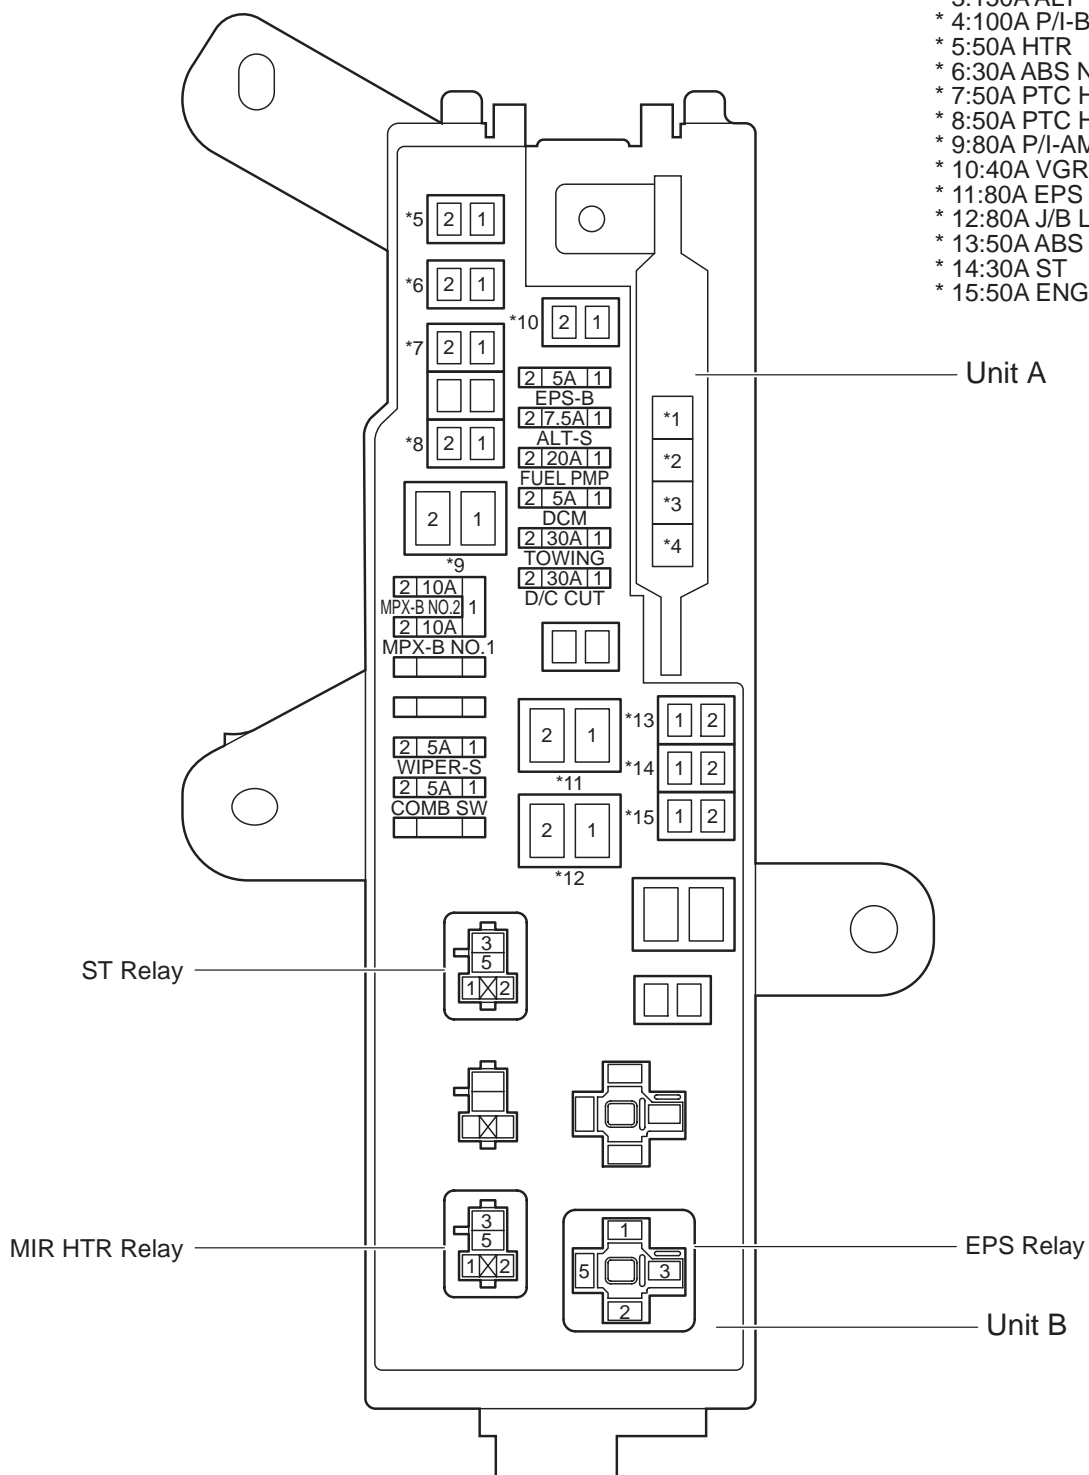 * 4:100A P/I-B
* 5:50A HTR
* 6:30A ABS N
* 7:50A PTC H
* 8:50A PTC H
* 9:80A P/I-AM
* 10:40A VGR
* 11:80A EPS
* 12:80A J/B L
* 13:50A ABS
* 14:30A ST
* 15:50A ENG
*5 2 1
*6 2 1
*10 2 1
*7 2 1
Unit A
2 5A 1
EPS-B
*1
2 7.5A 1
*8 2 1
ALT-S
*2
2 20A 1
FUEL PMP
2 5A 1
*3
2 1
DCM
2 30A 1
*4
*9
TOWING
2 10A
2 30A 1
MPX-B NO.2 1
D/C CUT
2 10A
MPX-B NO.1
*13 1 2
2 1
2 5A 1
WIPER-S
*14 1 2
*11
2 5A 1
COMB SW
*15 1 2
2 1
*12
ST Relay
3
5
1 2
MIR HTR Relay
3
5
1 2
EPS Relay
1
5 3
2
Unit B